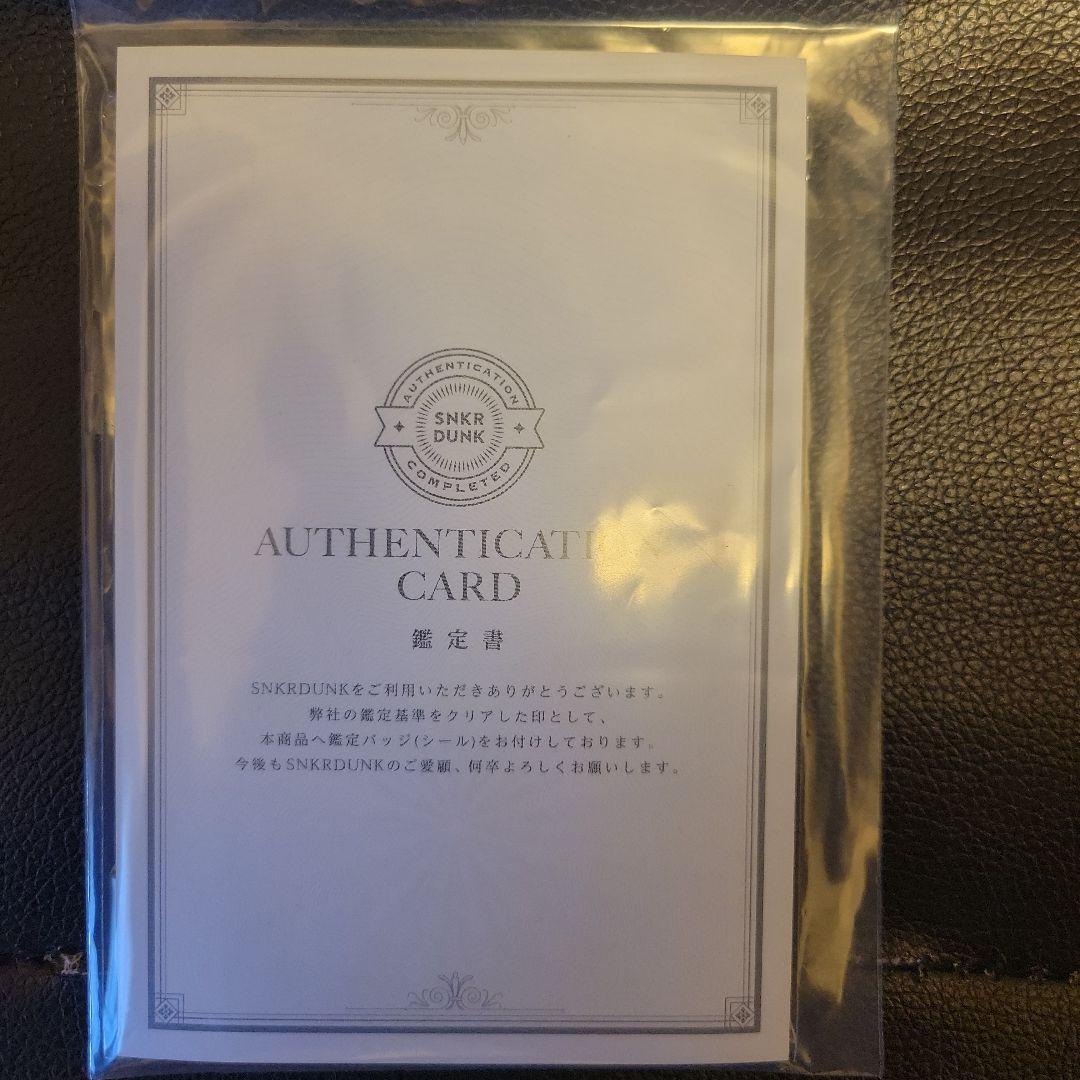 AUTHENTICATION
SNKR
DUNK
COMPLETED
AUTHENTICATION
CARD
鑑定書
SNKRDUNKをご利用いただきありがとうございます。
弊社の鑑定基準をクリアした印として、
本商品へ鑑定バッジ(シール)をお付けしております。
今後もSNKRDUNKのご愛顧、何卒よろしくお願いします。